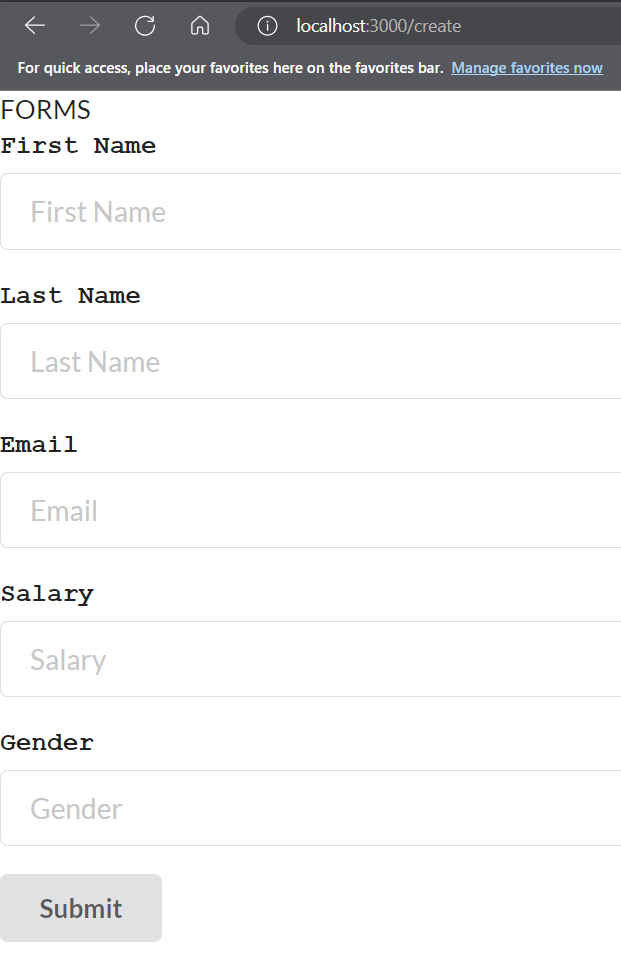 localhost:3000/create
For quick access, place your favorites here on the favorites bar. Manage favorites now
FORMS
First Name
First Name
Last Name
Last Name
Email
Email
Salary
Salary
Gender
Gender
Submit